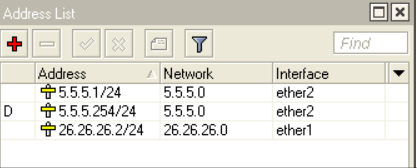 Address List
Find
Address Network Interface
5.5.5.1/24 5.5.5.0 ether2
D 5.5.5.254/24 5.5.5.0 ether2
26.26.26.2/24 26.26.26.0 ether1